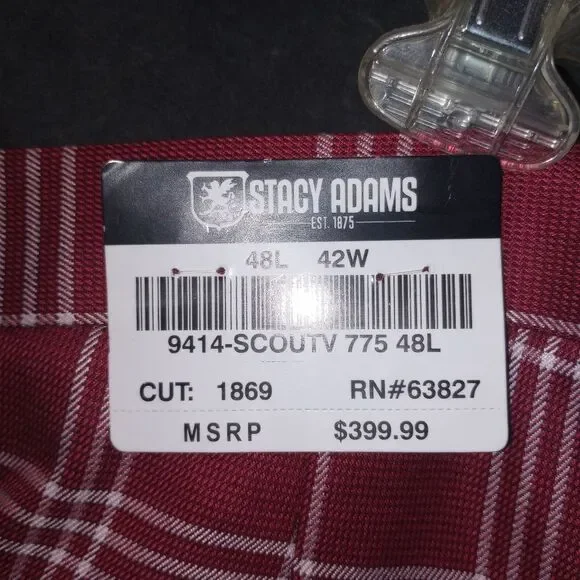 STACY ADAMS
EST. 1875
48L 42W
9414-SCOUTV 775 48L
CUT: 1869 RN#63827
MSRP $399.99